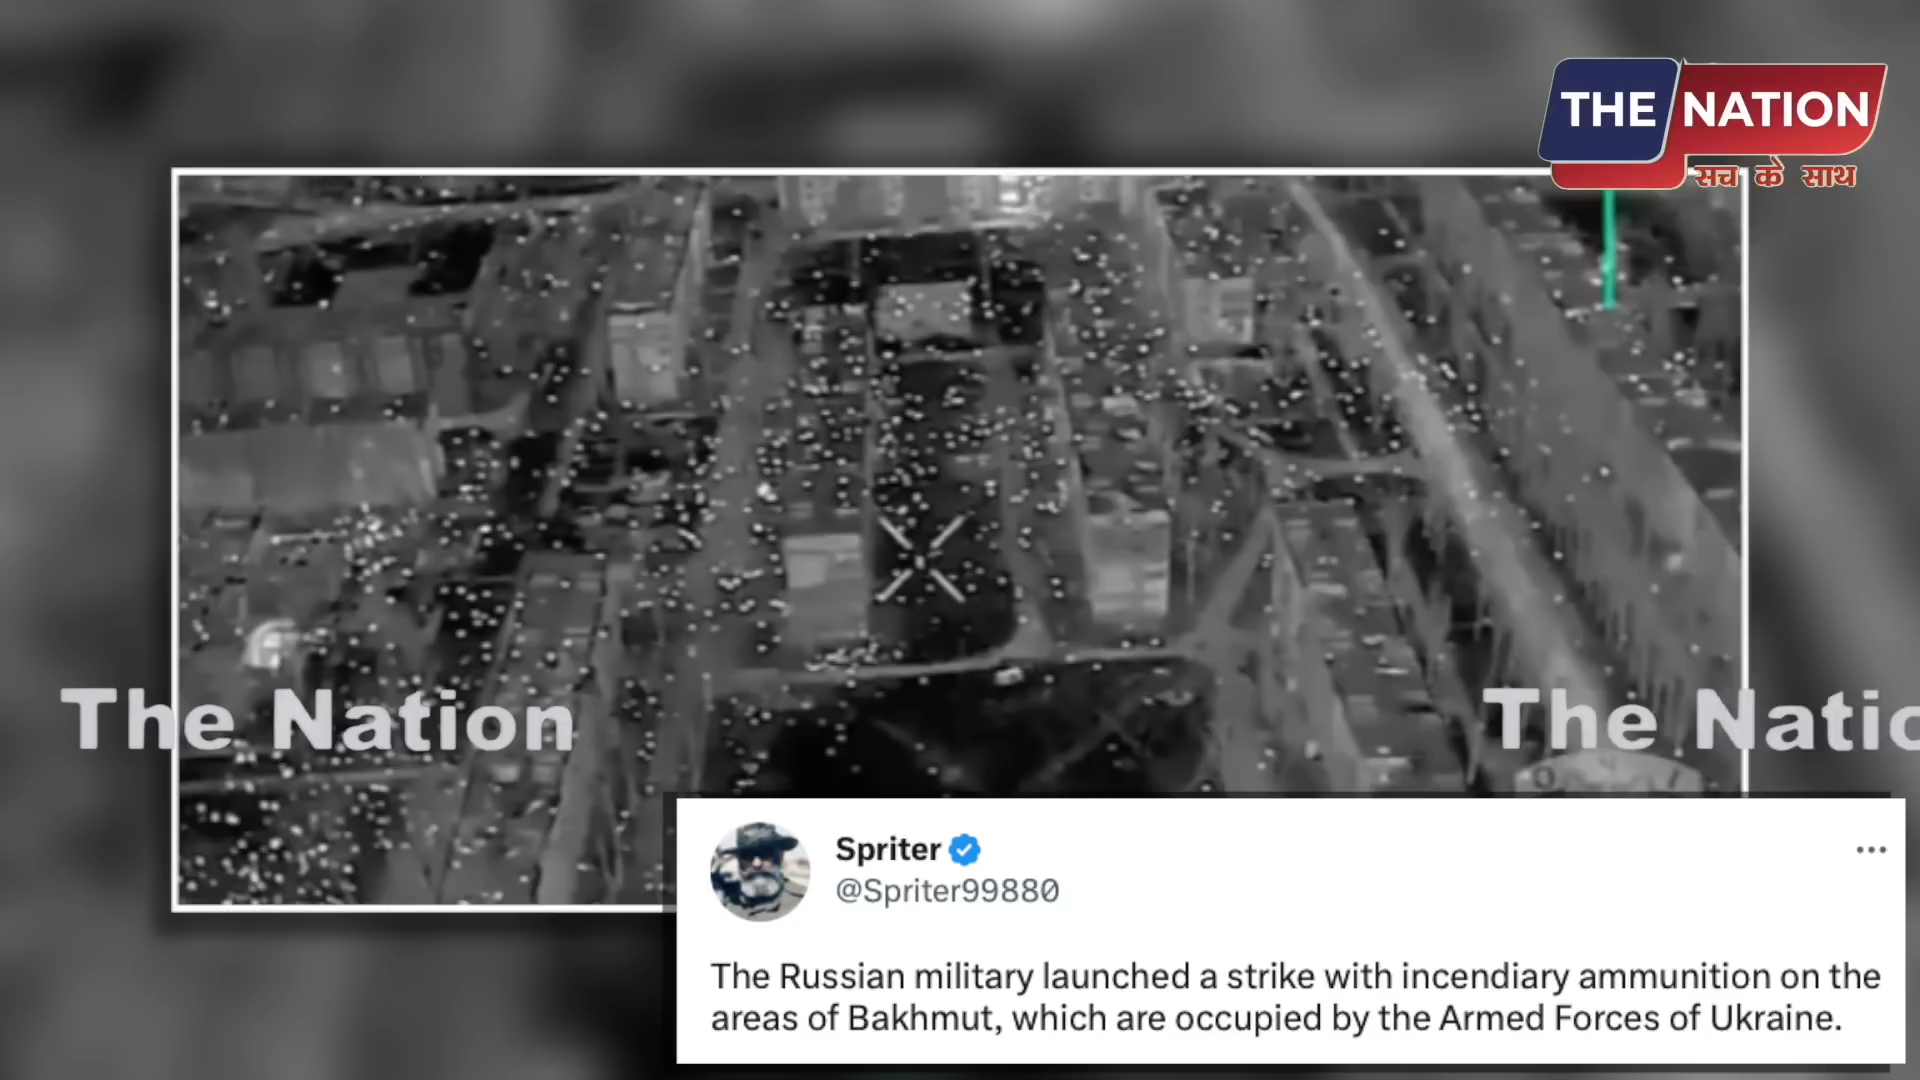 THE NATION
सच के साथ
The Nation
The Natio
Spriter
@Spriter99880
The Russian military launched a strike with incendiary ammunition on the
areas of Bakhmut, which are occupied by the Armed Forces of Ukraine.